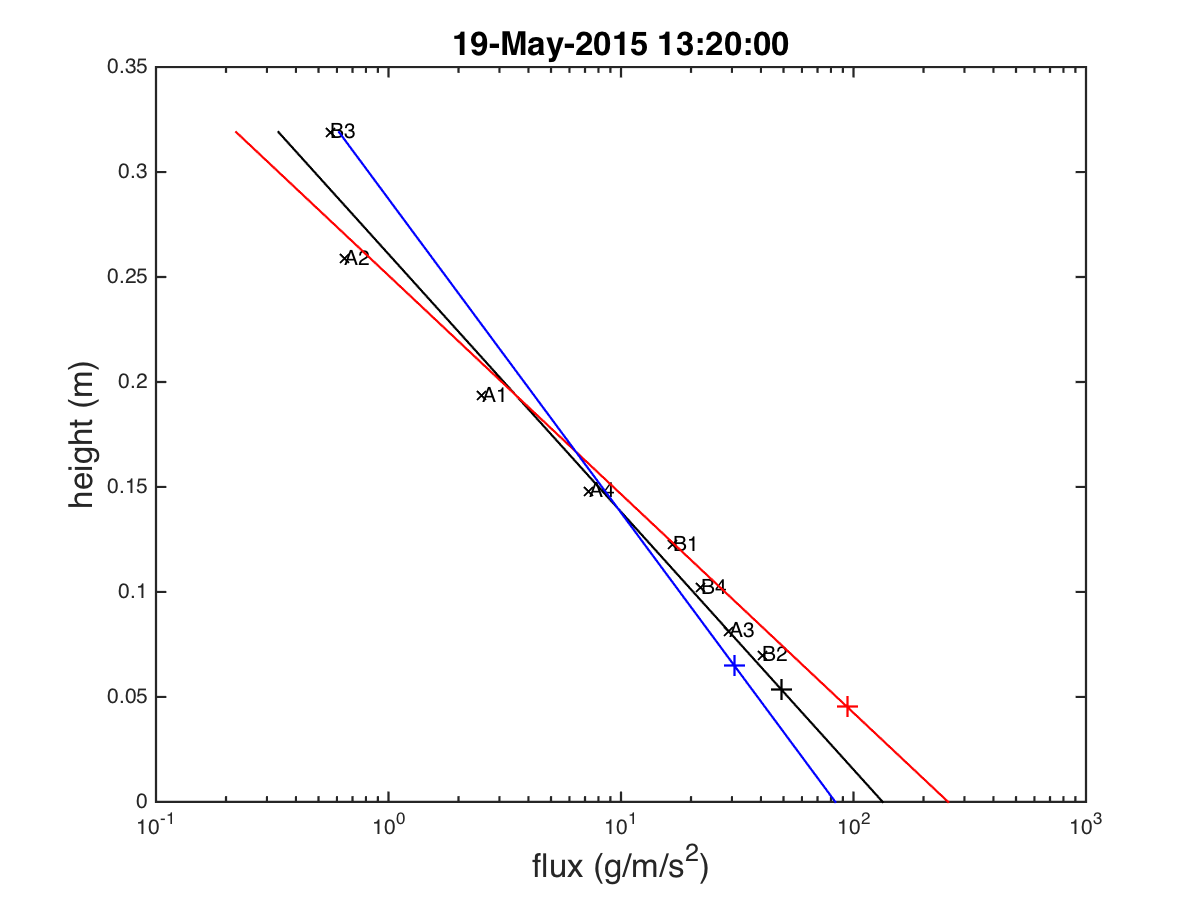 19-May-2015 13:20:00
0.35
0.3
0.25
0.2
0.15
0.1
0.05
0
height (m)
B3
A2
A1
A4
B1
B4
A3
B2
10^-1
10^0
10^1
10^2
10^3
flux (g/m/s^2)